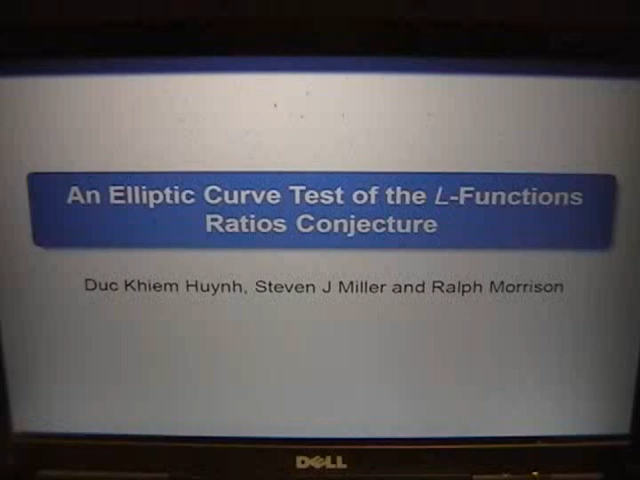 An Elliptic Curve Test of the L-Functions
Ratios Conjecture
Duc Khiem Huynh, Steven J Miller and Ralph Morrison
DELL